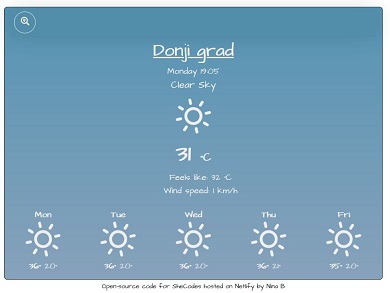 Donji grad
Monday 19:05
Clear Sky
31 °C
Feels like: 32 °C
Wind speed: 1 km/h
Mon Tue Wed Thu Fri
36° 20° 36° 20° 36° 20° 36° 21° 35° 20°
Open-source code for SheCodes hosted on Netlify by Nina B